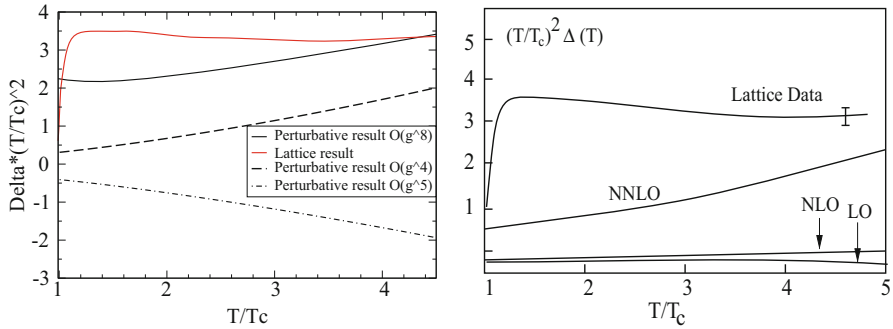 4
3
2
1
0
-1
-2
-3
Delta*(T/Tc)^2
Perturbative result O(g^8)
Lattice result
Perturbative result O(g^4)
Perturbative result O(g^5)
1 2 3 4
T/Tc
(T/T_c)^2 Δ (T)
5
4
3
2
1
Lattice Data
NNLO
NLO
LO
1 2 3 4 5
T/T_c